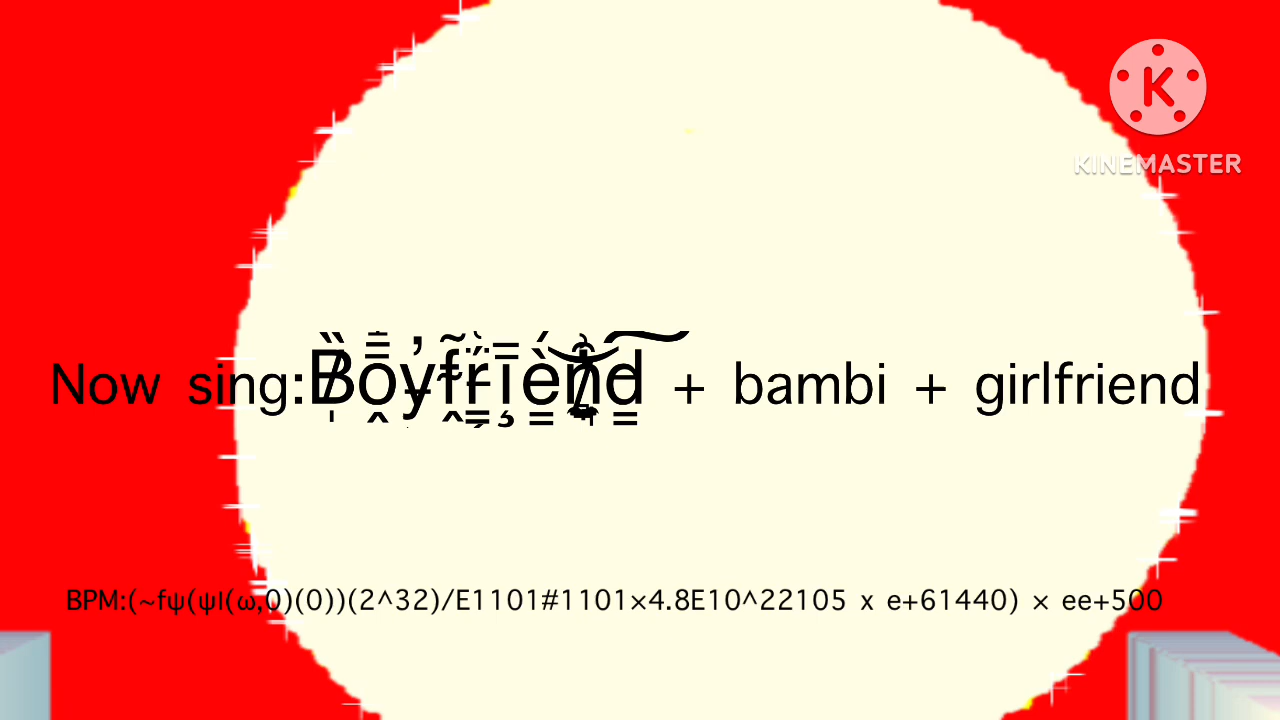 KINEMASTER
Now sing:Boyfriend + bambi + girlfriend
BPM:(~fψ(ψI(ω,0)(0))(2^32)/E1101#1101×4.8E10^22105 x e+61440) × ee+500